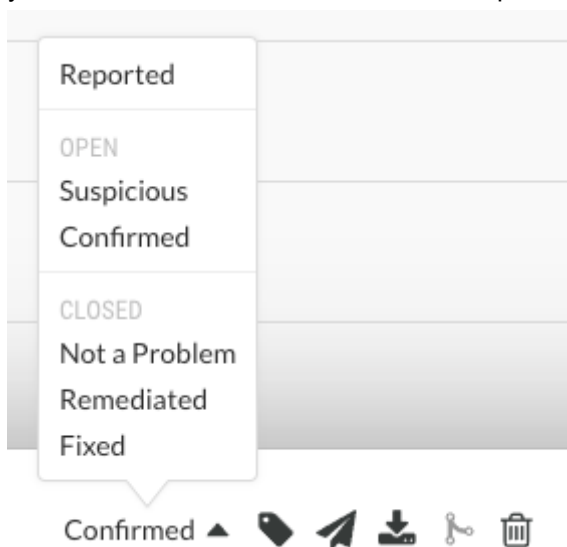 Reported
OPEN
Suspicious
Confirmed
CLOSED
Not a Problem
Remediated
Fixed
Confirmed